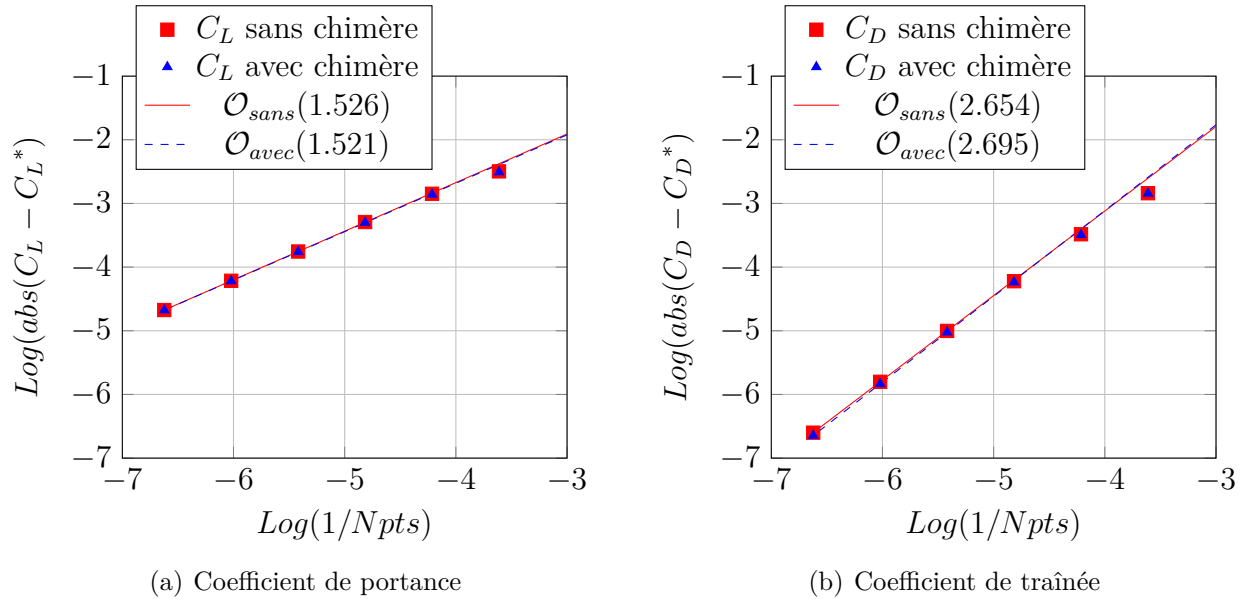 C_L sans chimère
C_L avec chimère
O_sans(1.526)
O_avec(1.521)
−1
−2
−3
−4
−5
−6
−7
−7 −6 −5 −4 −3
Log(abs(C_L − C_L*)
Log(1/Npts)
(a) Coefficient de portance
C_D sans chimère
C_D avec chimère
O_sans(2.654)
O_avec(2.695)
−1
−2
−3
−4
−5
−6
−7
−7 −6 −5 −4 −3
Log(abs(C_D − C_D*)
Log(1/Npts)
(b) Coefficient de traînée